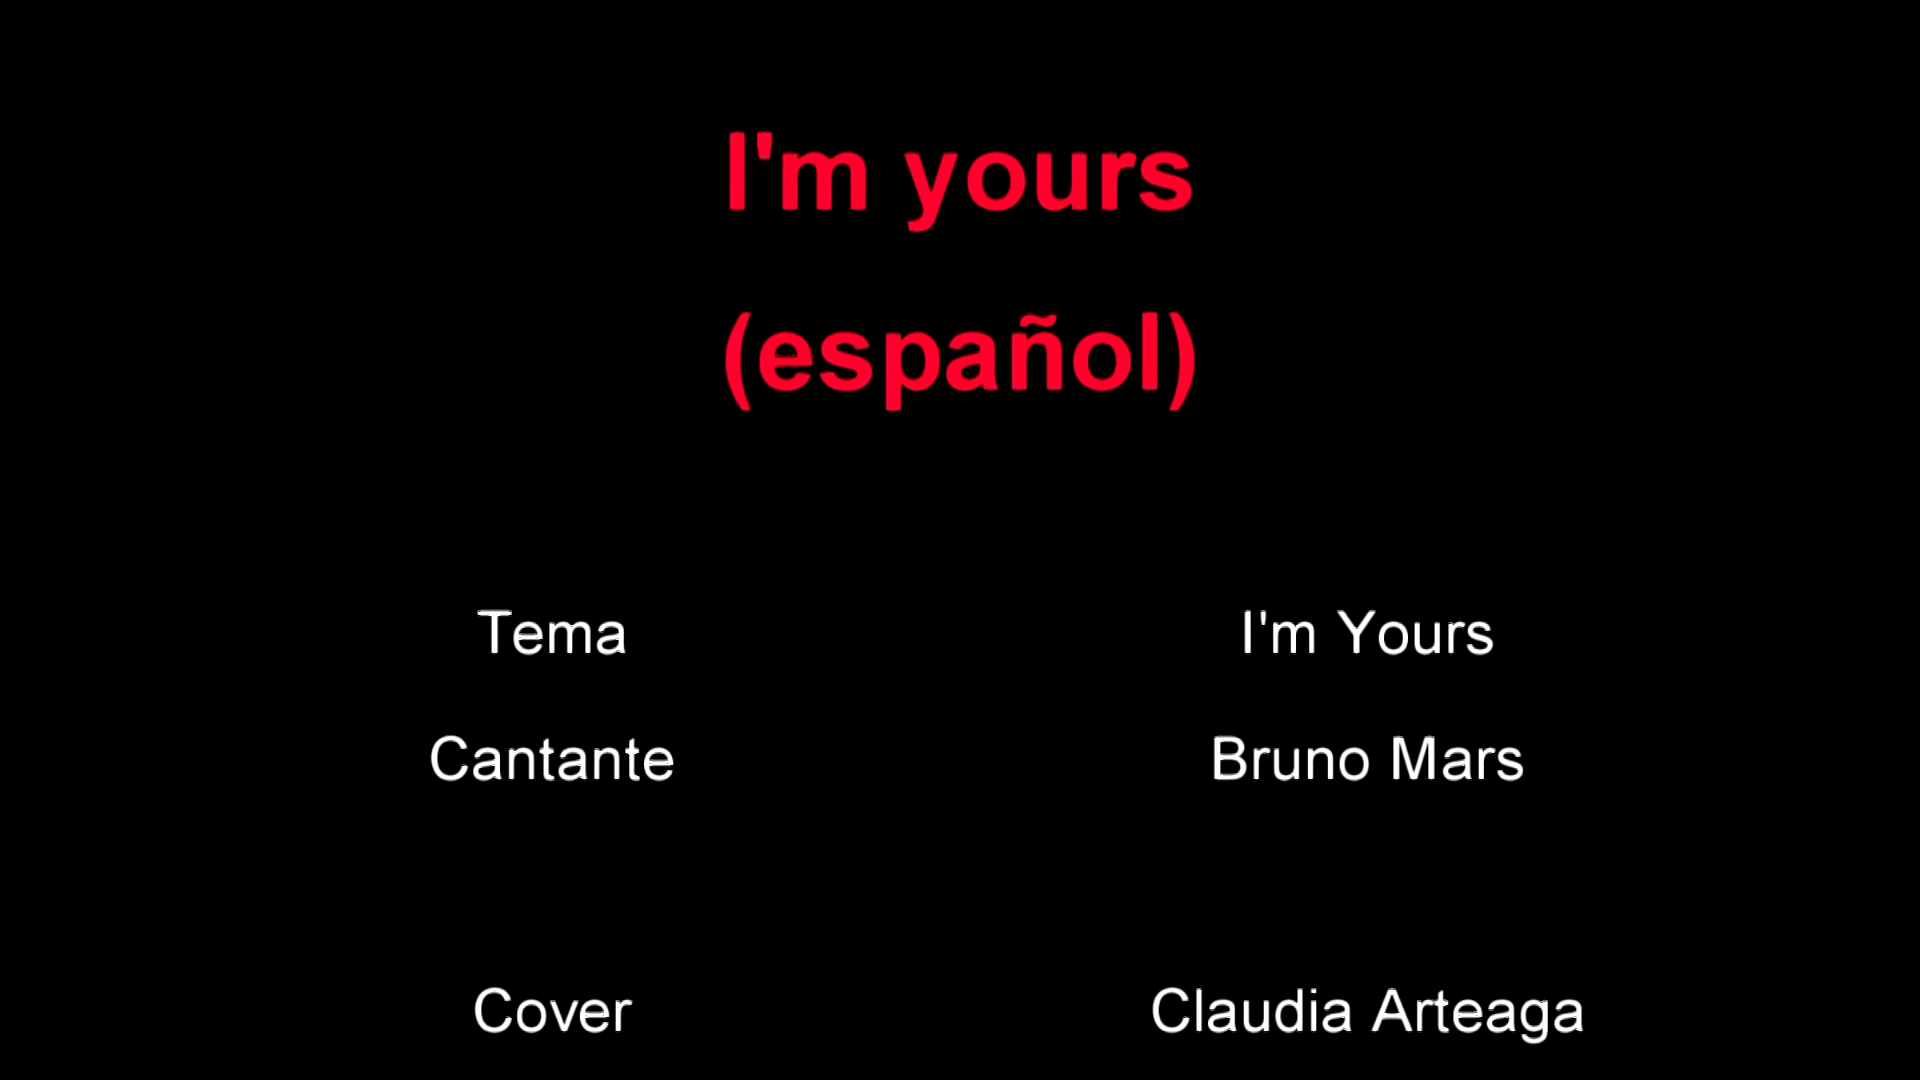 I'm yours
(español)
Tema I'm Yours
Cantante Bruno Mars
Cover Claudia Arteaga